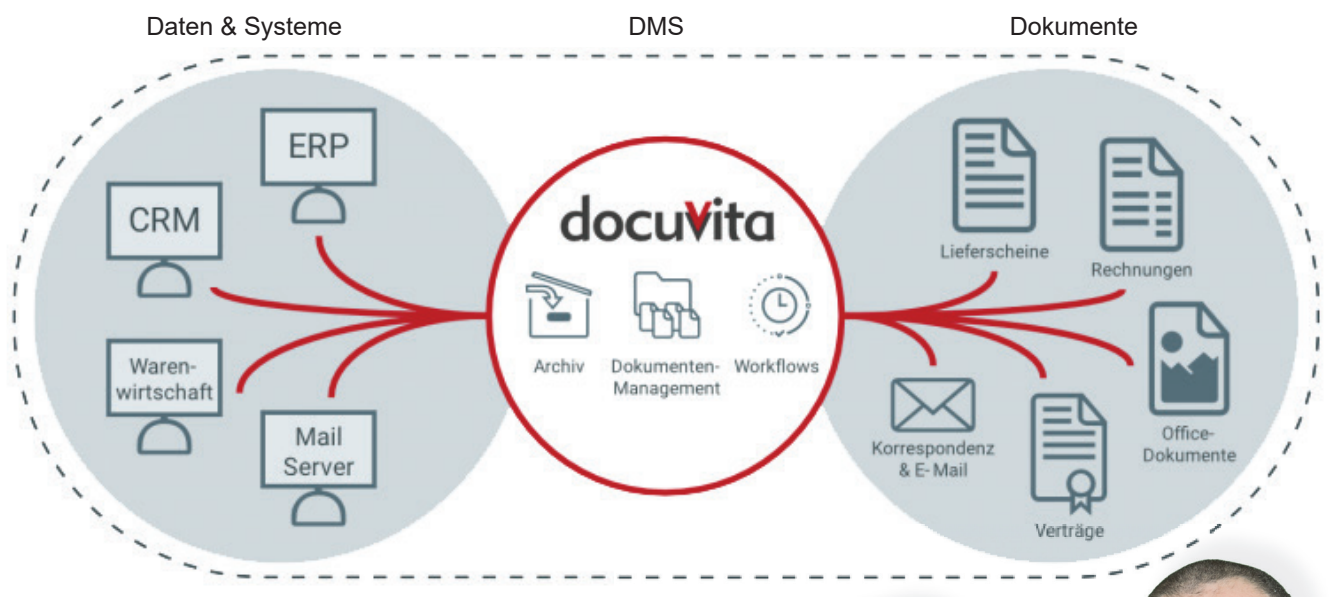 Daten & Systeme
DMS
Dokumente
ERP
CRM
Waren-
wirtschaft
Mail
Server
docuvita
Archiv
Dokumenten-
Management
Workflows
Lieferscheine
Rechnungen
Korrespondenz
& E-Mail
Verträge
Office-
Dokumente